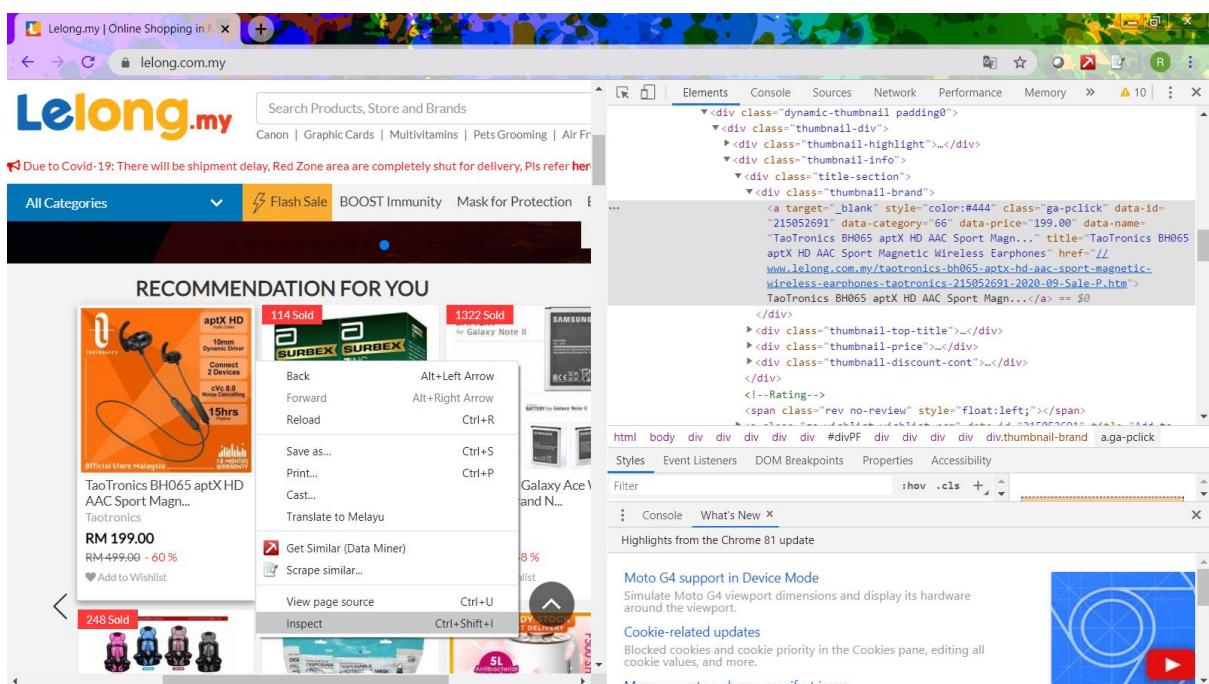 Lelong.my | Online Shopping in
lelong.com.my
R
Lelong.my
Search Products, Store and Brands
Canon | Graphic Cards | Multivitamins | Pets Grooming | Air Fr
Due to Covid-19: There will be shipment delay, Red Zone area are completely shut for delivery, Pls refer her
All Categories
Flash Sale BOOST Immunity Mask for Protection
RECOMMENDATION FOR YOU
aptX HD
10mm
Dynamic Driver
Connect
2 Devices
cVc 8.0
Noise Cancelling
15hrs
Official Store Malaysia
WARRANTY
TaoTronics BH065 aptX HD
AAC Sport Magn...
Taotronics
RM 199.00
RM 499.00 - 60 %
Add to Wishlist
114 Sold
SURBEX SURBEX
1322 Sold
for Galaxy Note II
SAMSUNG
BATTERY for Galaxy Note II
Galaxy Ace
and N...
8 %
248 Sold
5L
Antibacterial
Back Alt+Left Arrow
Forward Alt+Right Arrow
Reload Ctrl+R
Save as... Ctrl+S
Print... Ctrl+P
Cast...
Translate to Melayu
Get Similar (Data Miner)
Scrape similar...
View page source Ctrl+U
Inspect Ctrl+Shift+I
Elements Console Sources Network Performance Memory » 10
<div class="dynamic-thumbnail padding0">
<div class="thumbnail-div">
<div class="thumbnail-highlight">…</div>
<div class="thumbnail-info">
<div class="title-section">
<div class="thumbnail-brand">
<a target="_blank" style="color:#444" class="ga-pclick" data-id=
"215052691" data-category="66" data-price="199.00" data-name=
"TaoTronics BH065 aptX HD AAC Sport Magn..." title="TaoTronics BH065
aptX HD AAC Sport Magnetic Wireless Earphones" href="//
www.lelong.com.my/taotronics-bh065-aptx-hd-aac-sport-magnetic-
wireless-earphones-taotronics-215052691-2020-09-Sale-P.htm">
TaoTronics BH065 aptX HD AAC Sport Magn...</a> == $0
</div>
<div class="thumbnail-top-title">…</div>
<div class="thumbnail-price">…</div>
<div class="thumbnail-discount-cont">…</div>
</div>
<!--Rating-->
<span class="rev no-review" style="float:left;"></span>
html body div div div div div #divPF div div div div div.thumbnail-brand a.ga-pclick
Styles Event Listeners DOM Breakpoints Properties Accessibility
Filter :hov .cls +
Console What's New ×
Highlights from the Chrome 81 update
Moto G4 support in Device Mode
Simulate Moto G4 viewport dimensions and display its hardware
around the viewport.
Cookie-related updates
Blocked cookies and cookie priority in the Cookies pane, editing all
cookie values, and more.